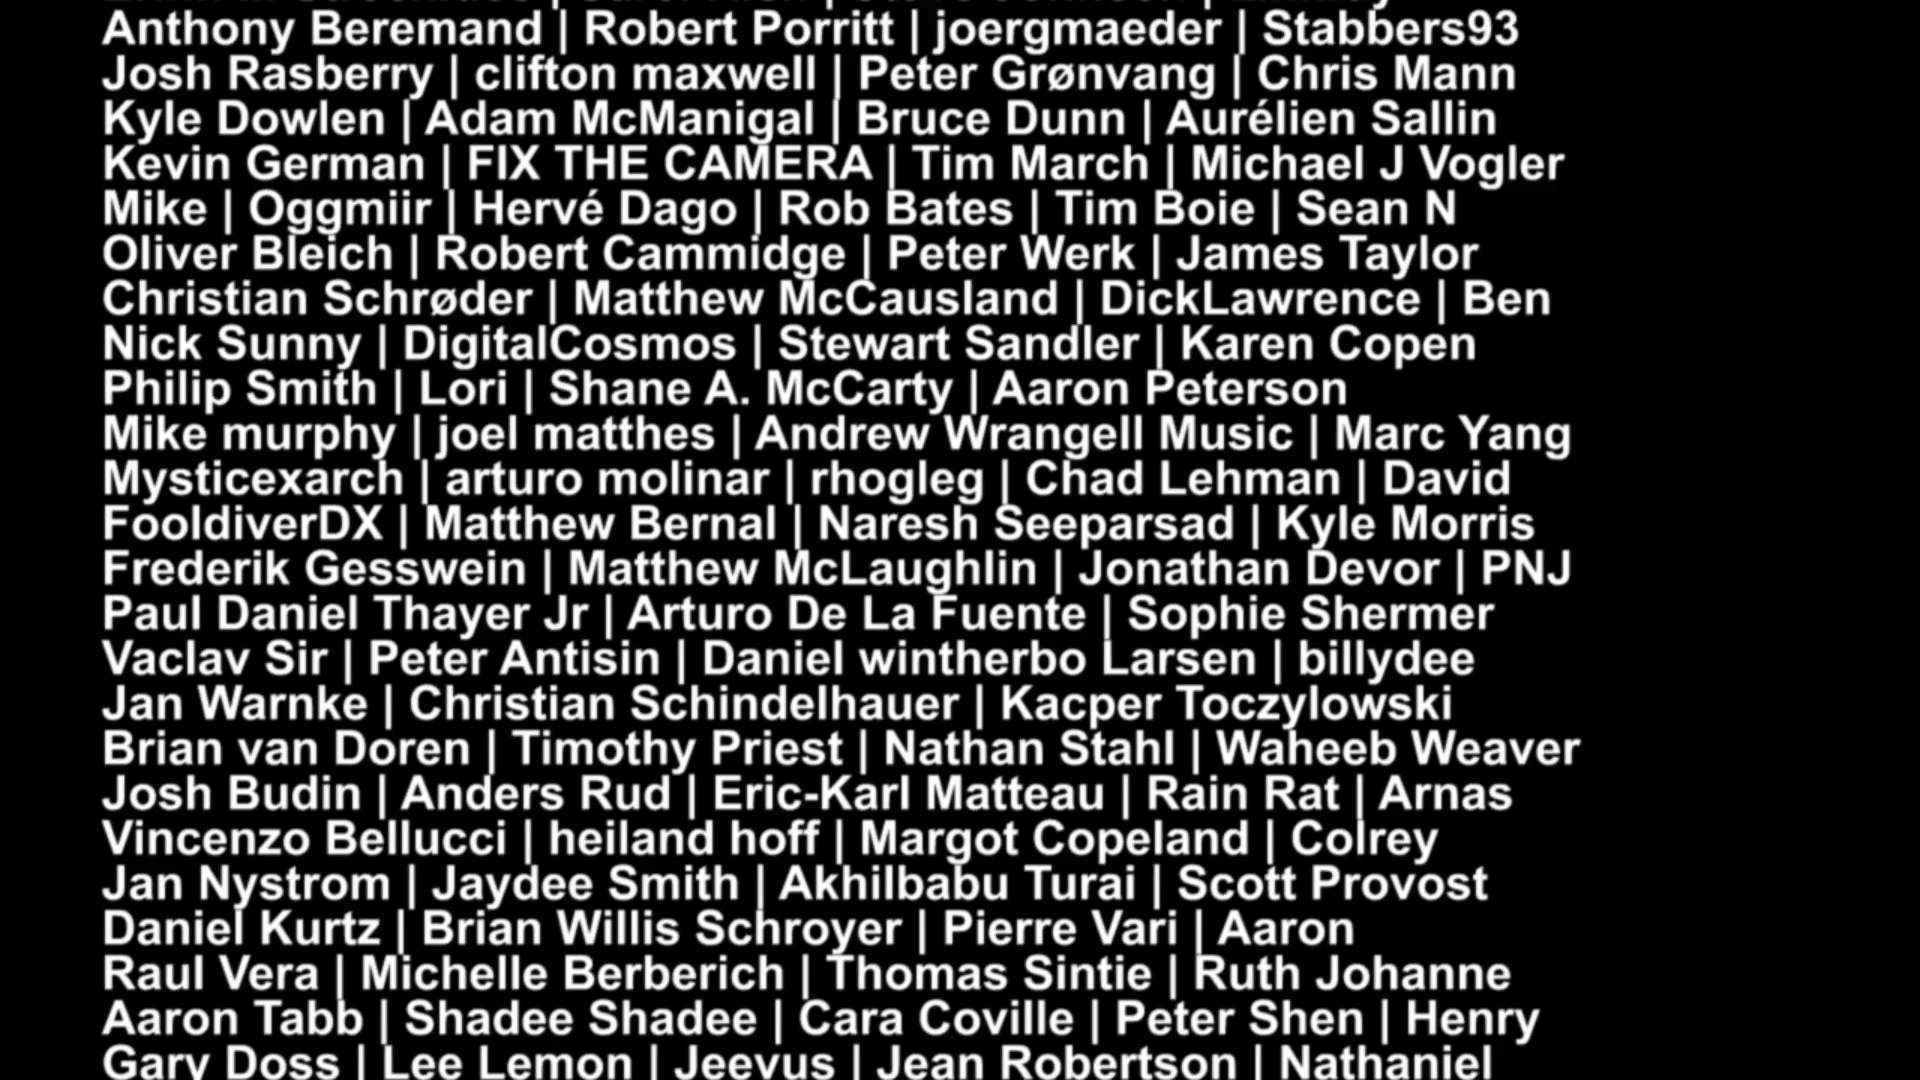 Anthony Beremand | Robert Porritt | joergmaeder | Stabbers93
Josh Rasberry | clifton maxwell | Peter Grønvang | Chris Mann
Kyle Dowlen | Adam McManigal | Bruce Dunn | Aurélien Sallin
Kevin German | FIX THE CAMERA | Tim March | Michael J Vogler
Mike | Oggmiir | Hervé Dago | Rob Bates | Tim Boie | Sean N
Oliver Bleich | Robert Cammidge | Peter Werk | James Taylor
Christian Schrøder | Matthew McCausland | DickLawrence | Ben
Nick Sunny | DigitalCosmos | Stewart Sandler | Karen Copen
Philip Smith | Lori | Shane A. McCarty | Aaron Peterson
Mike murphy | joel matthes | Andrew Wrangell Music | Marc Yang
Mysticexarch | arturo molinar | rhogleg | Chad Lehman | David
FooldiverDX | Matthew Bernal | Naresh Seeparsad | Kyle Morris
Frederik Gesswein | Matthew McLaughlin | Jonathan Devor | PNJ
Paul Daniel Thayer Jr | Arturo De La Fuente | Sophie Shermer
Vaclav Sir | Peter Antisin | Daniel wintherbo Larsen | billydee
Jan Warnke | Christian Schindelhauer | Kacper Toczylowski
Brian van Doren | Timothy Priest | Nathan Stahl | Waheeb Weaver
Josh Budin | Anders Rud | Eric-Karl Matteau | Rain Rat | Arnas
Vincenzo Bellucci | heiland hoff | Margot Copeland | Colrey
Jan Nystrom | Jaydee Smith | Akhilbabu Turai | Scott Provost
Daniel Kurtz | Brian Willis Schroyer | Pierre Vari | Aaron
Raul Vera | Michelle Berberich | Thomas Sintie | Ruth Johanne
Aaron Tabb | Shadee Shadee | Cara Coville | Peter Shen | Henry
Gary Doss | Lee Lemon | Jeevus | Jean Robertson | Nathaniel